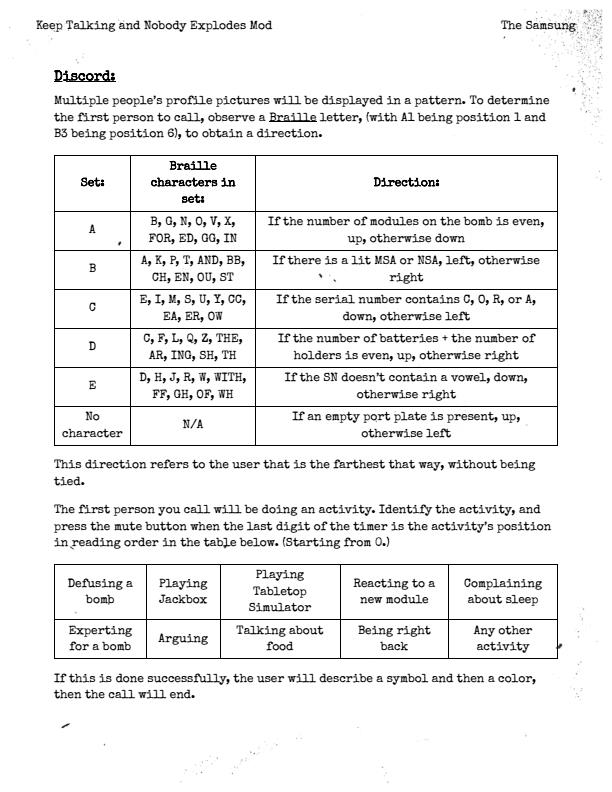 Keep Talking and Nobody Explodes Mod
The Samsung
Discord:
Multiple people's profile pictures will be displayed in a pattern. To determine
the first person to call, observe a Braille letter, (with A1 being position 1 and
B3 being position 6), to obtain a direction.
Set:
Braille
characters in
set:
Direction:
A
B, G, N, O, V, X,
FOR, ED, GG, IN
If the number of modules on the bomb is even,
up, otherwise down
B
A, K, P, T, AND, BB,
CH, EN, OU, ST
If there is a lit MSA or NSA, left, otherwise
right
C
E, I, M, S, U, Y, CC,
EA, ER, OW
If the serial number contains C, O, R, or A,
down, otherwise left
D
C, F, L, Q, Z, THE,
AR, ING, SH, TH
If the number of batteries + the number of
holders is even, up, otherwise right
E
D, H, J, R, W, WITH,
FF, GH, OF, WH
If the SN doesn't contain a vowel, down,
otherwise right
No
character
N/A
If an empty port plate is present, up,
otherwise left
This direction refers to the user that is the farthest that way, without being
tied.
The first person you call will be doing an activity. Identify the activity, and
press the mute button when the last digit of the timer is the activity's position
in reading order in the table below. (Starting from 0.)
Defusing a
bomb
Playing
Jackbox
Playing
Tabletop
Simulator
Reacting to a
new module
Complaining
about sleep
Experting
for a bomb
Arguing
Talking about
food
Being right
back
Any other
activity
If this is done successfully, the user will describe a symbol and then a color,
then the call will end.